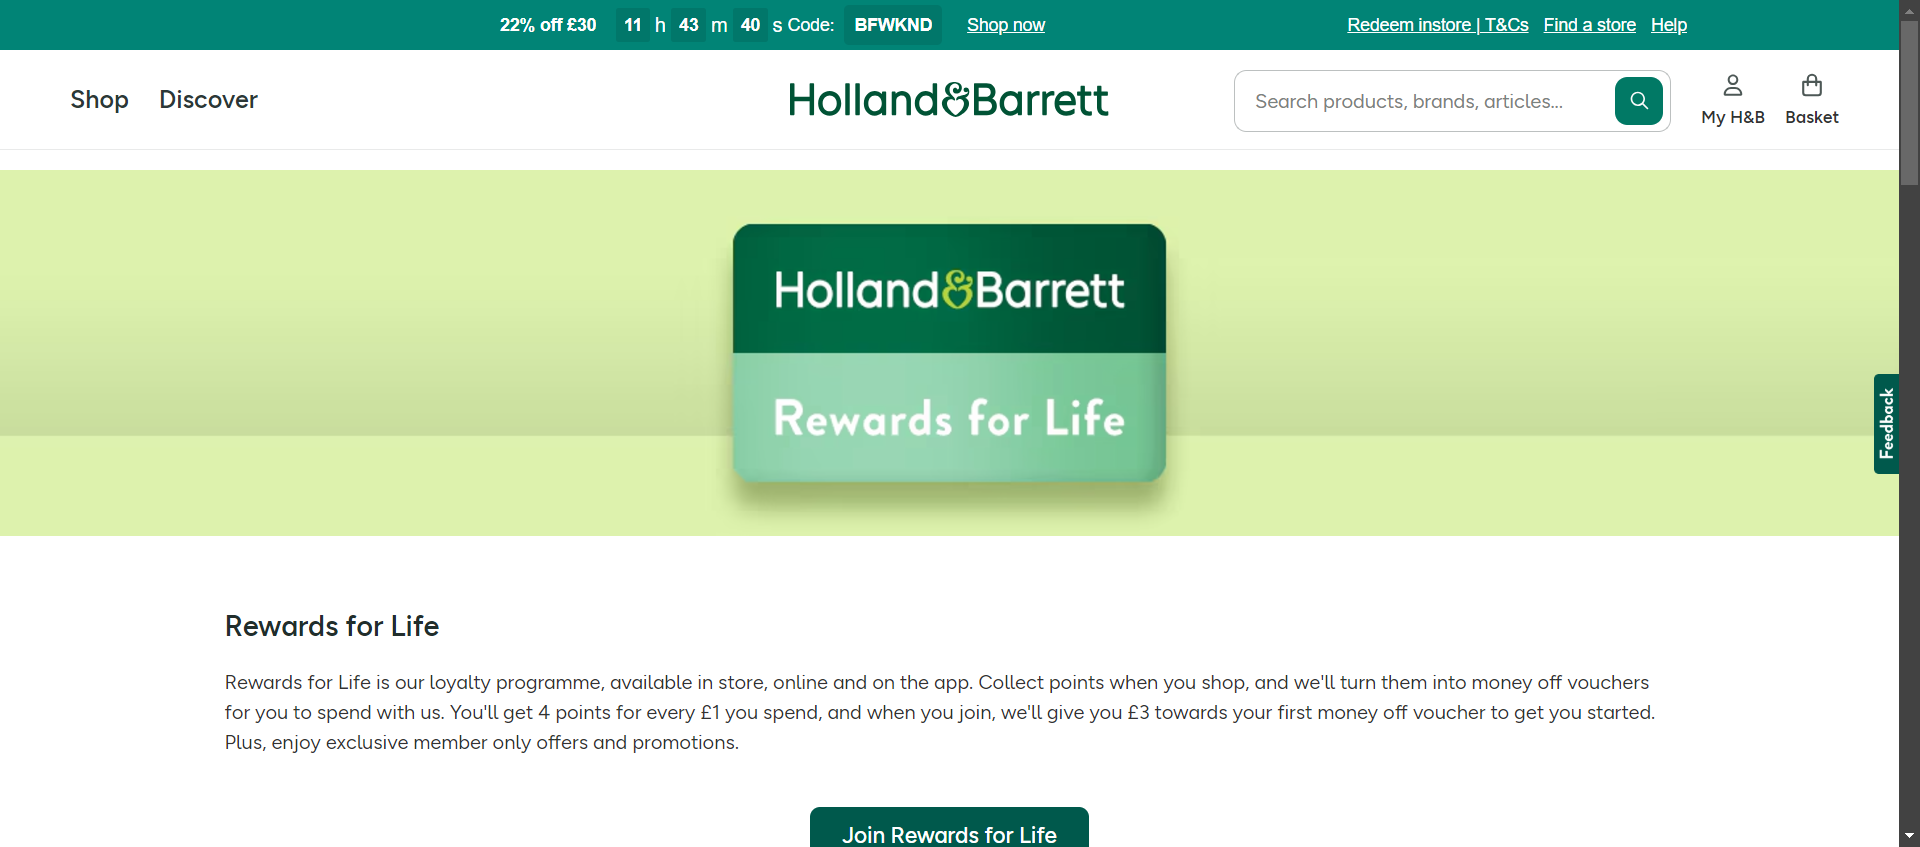 22% off £30 11 h 43 m 40 s Code: BFWKND Shop now Redeem instore | T&Cs Find a store Help
Shop Discover Holland&Barrett Search products, brands, articles... My H&B Basket
Holland&Barrett
Rewards for Life
Feedback
Rewards for Life
Rewards for Life is our loyalty programme, available in store, online and on the app. Collect points when you shop, and we'll turn them into money off vouchers
for you to spend with us. You'll get 4 points for every £1 you spend, and when you join, we'll give you £3 towards your first money off voucher to get you started.
Plus, enjoy exclusive member only offers and promotions.
Join Rewards for Life